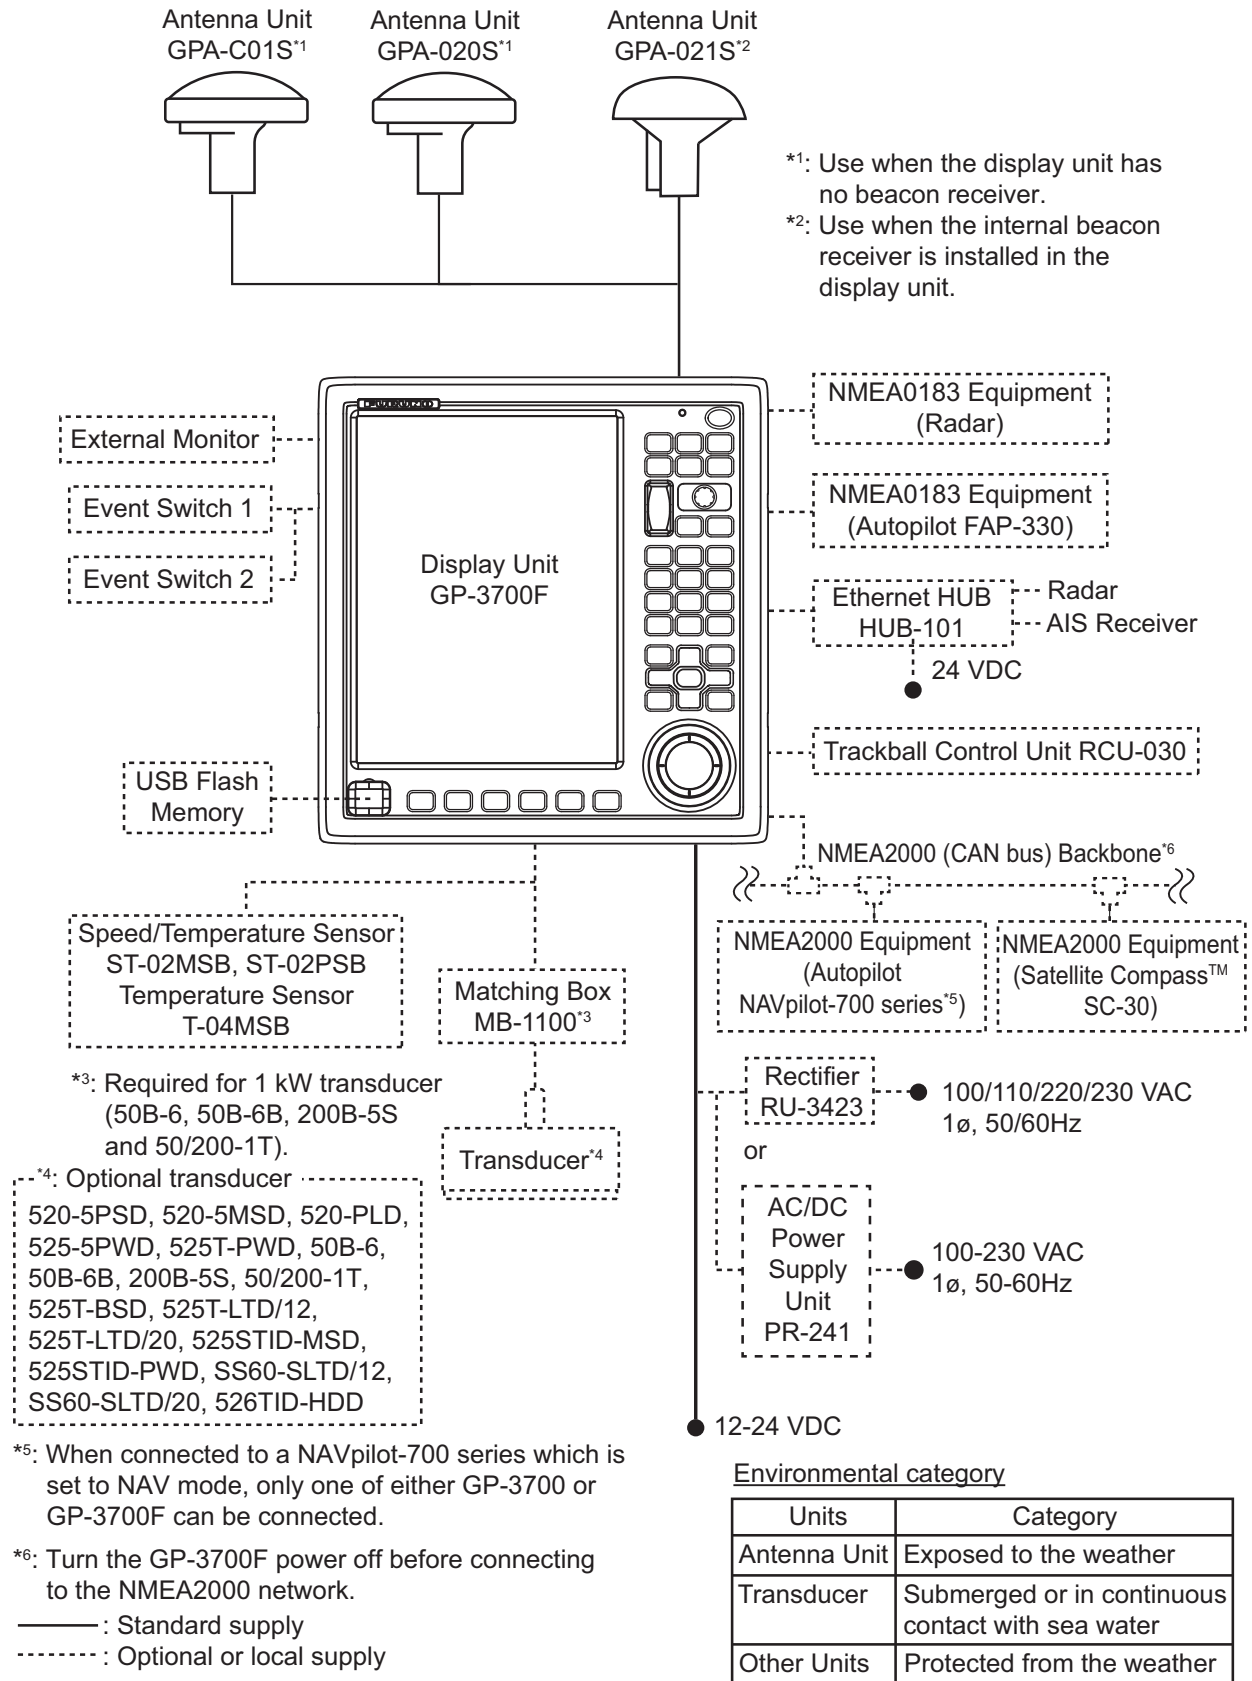 Antenna Unit
GPA-C01S*1
Antenna Unit
GPA-020S*1
Antenna Unit
GPA-021S*2
*1: Use when the display unit has
no beacon receiver.
*2: Use when the internal beacon
receiver is installed in the
display unit.
FURUNO
External Monitor
Event Switch 1
Event Switch 2
USB Flash
Memory
Display Unit
GP-3700F
NMEA0183 Equipment
(Radar)
NMEA0183 Equipment
(Autopilot FAP-330)
Ethernet HUB
HUB-101
Radar
AIS Receiver
24 VDC
Trackball Control Unit RCU-030
NMEA2000 (CAN bus) Backbone*6
NMEA2000 Equipment
(Autopilot
NAVpilot-700 series*5)
NMEA2000 Equipment
(Satellite Compass™
SC-30)
Speed/Temperature Sensor
ST-02MSB, ST-02PSB
Temperature Sensor
T-04MSB
Matching Box
MB-1100*3
Transducer*4
*3: Required for 1 kW transducer
(50B-6, 50B-6B, 200B-5S
and 50/200-1T).
*4: Optional transducer
520-5PSD, 520-5MSD, 520-PLD,
525-5PWD, 525T-PWD, 50B-6,
50B-6B, 200B-5S, 50/200-1T,
525T-BSD, 525T-LTD/12,
525T-LTD/20, 525STID-MSD,
525STID-PWD, SS60-SLTD/12,
SS60-SLTD/20, 526TID-HDD
Rectifier
RU-3423
100/110/220/230 VAC
1ø, 50/60Hz
or
AC/DC
Power
Supply
Unit
PR-241
100-230 VAC
1ø, 50-60Hz
12-24 VDC
*5: When connected to a NAVpilot-700 series which is
set to NAV mode, only one of either GP-3700 or
GP-3700F can be connected.
*6: Turn the GP-3700F power off before connecting
to the NMEA2000 network.
: Standard supply
: Optional or local supply
Environmental category
Units Category
Antenna Unit Exposed to the weather
Transducer Submerged or in continuous
contact with sea water
Other Units Protected from the weather